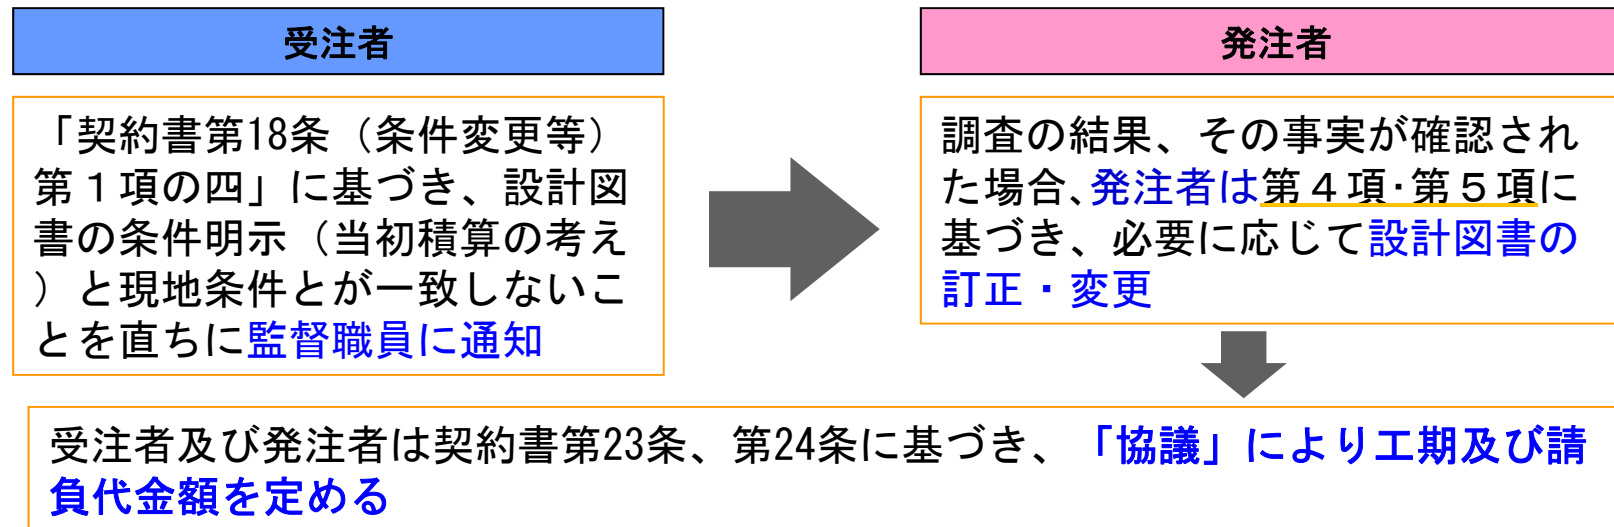 受注者
発注者
「契約書第18条（条件変更等）
第１項の四」に基づき、設計図
書の条件明示（当初積算の考え
）と現地条件とが一致しないこ
とを直ちに監督職員に通知
調査の結果、その事実が確認され
た場合、発注者は第４項･第５項に
基づき、必要に応じて設計図書の
訂正・変更
受注者及び発注者は契約書第23条、第24条に基づき、「協議」により工期及び請
負代金額を定める